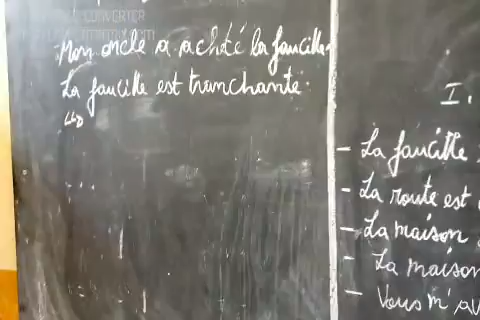 Mon oncle a acheté la faucille.
La faucille est tranchante.
I.
- La faucille
- La route est
- La maison
- La maison
- Vous m'av